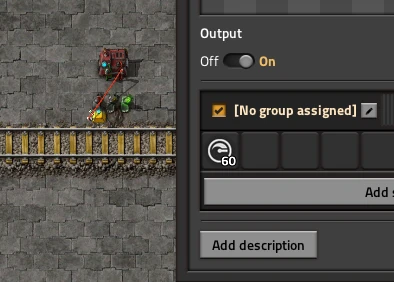 Output
Off On
[No group assigned]
60
Add
Add description